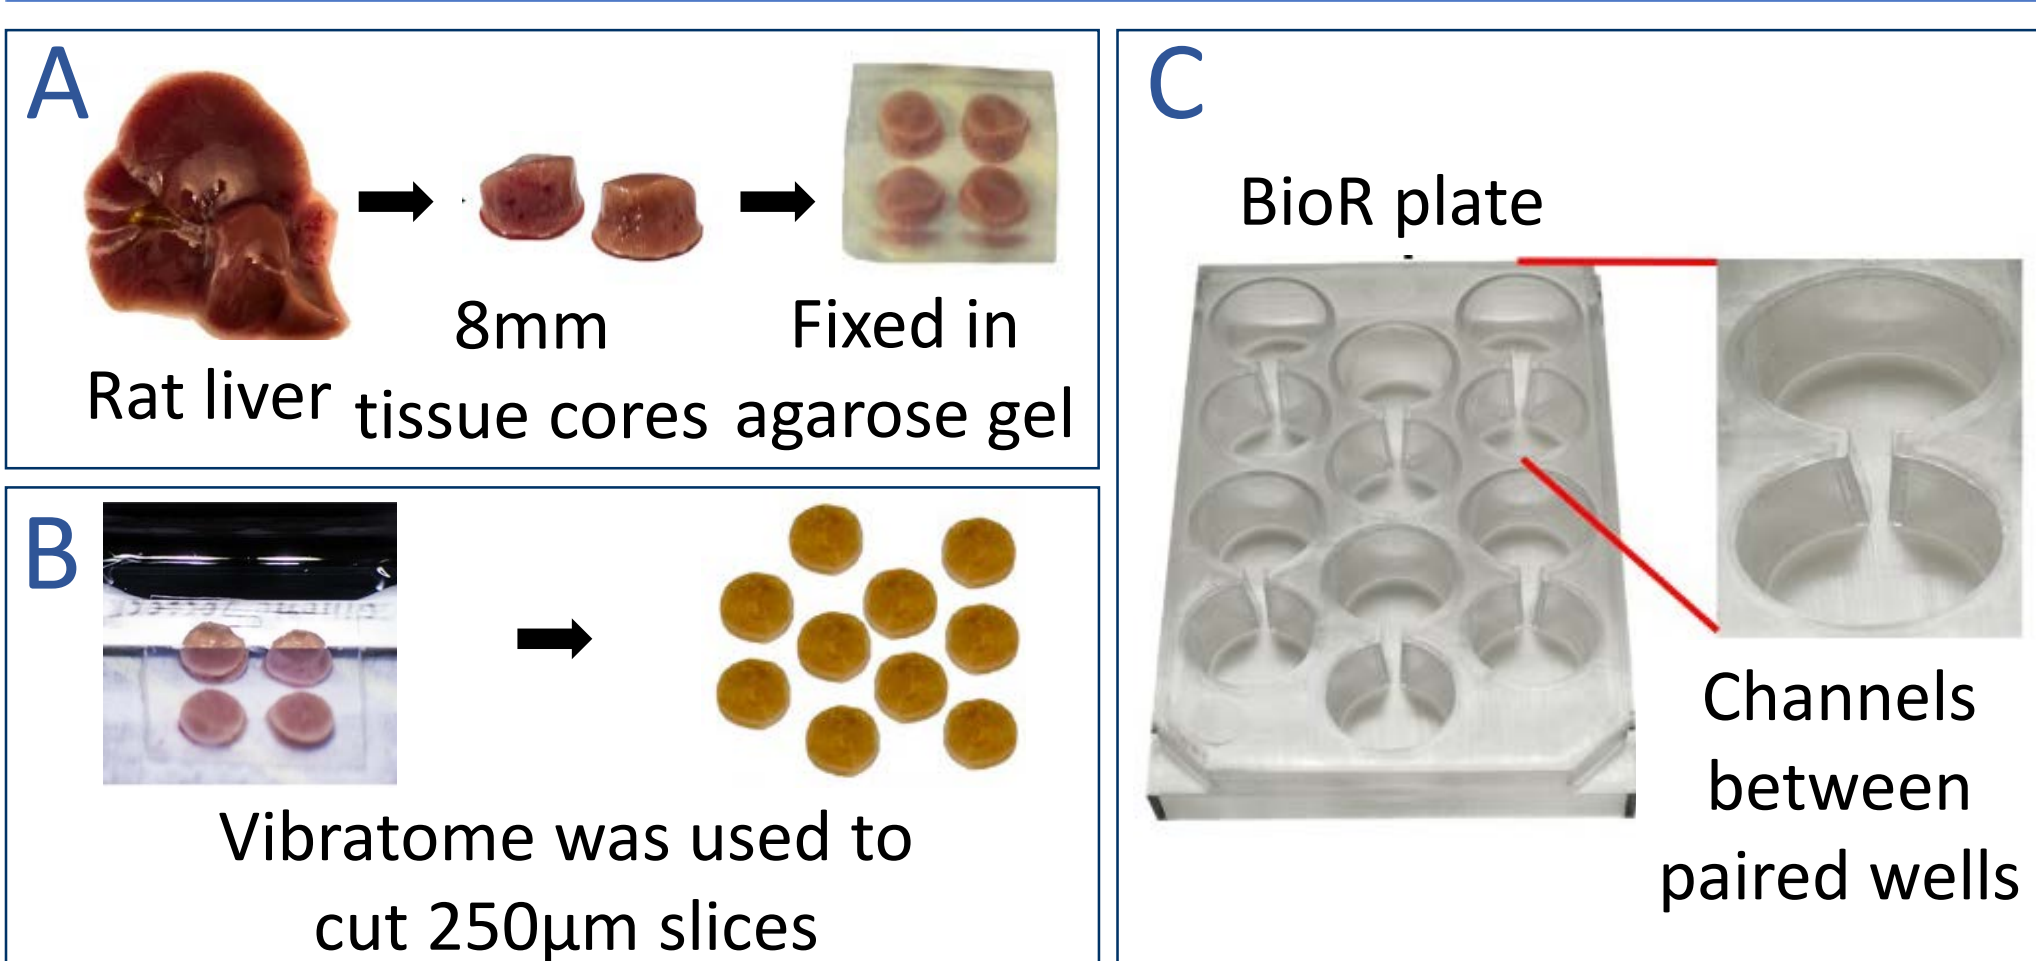 A
Rat liver
8mm
tissue cores
Fixed in
agarose gel
B
Vibratome was used to
cut 250µm slices
C
BioR plate
Channels
between
paired wells